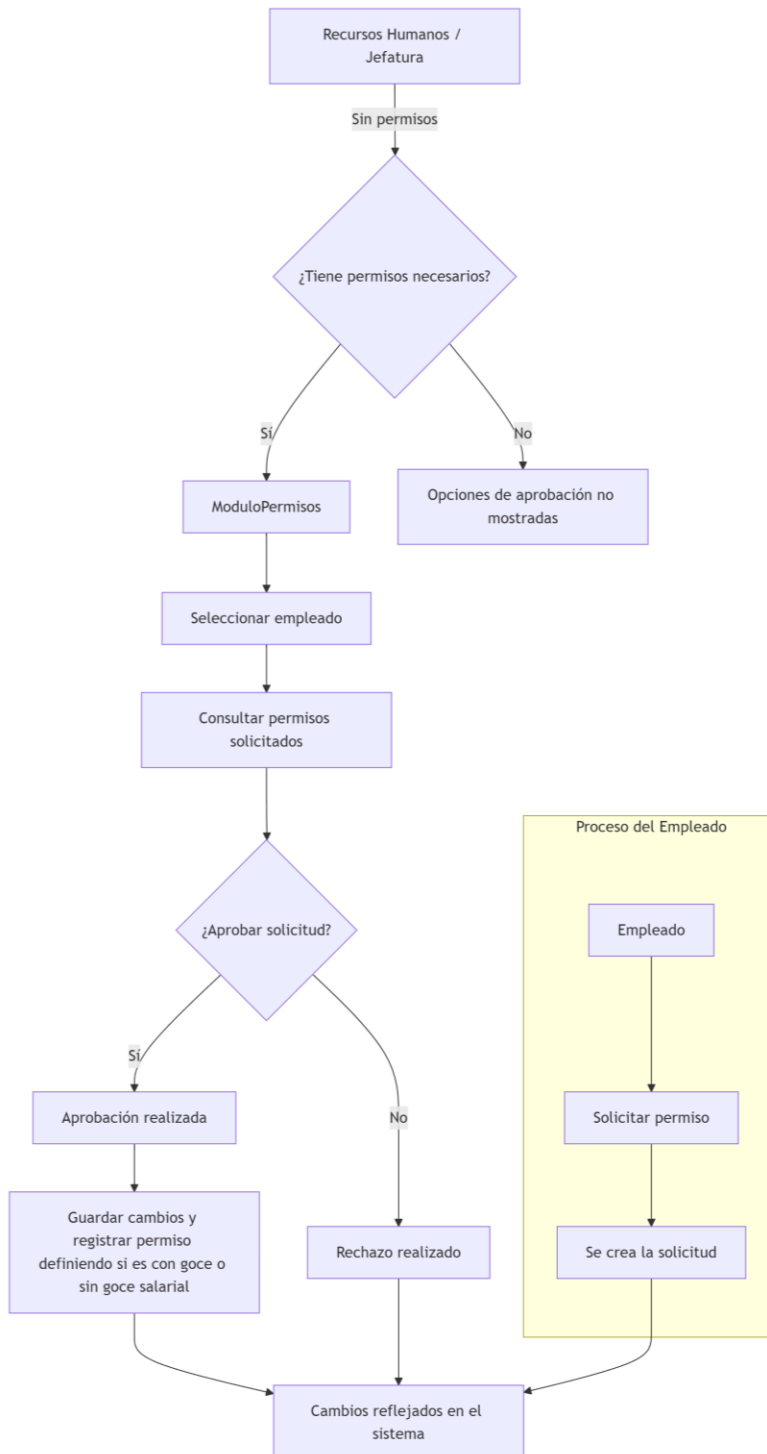 Recursos Humanos /
Jefatura
Sin permisos
¿Tiene permisos necesarios?
Sí
No
ModuloPermisos
Opciones de aprobación no
mostradas
Seleccionar empleado
Consultar permisos
solicitados
¿Aprobar solicitud?
Sí
No
Aprobación realizada
Guardar cambios y
registrar permiso
definiendo si es con goce o
sin goce salarial
Rechazo realizado
Proceso del Empleado
Empleado
Solicitar permiso
Se crea la solicitud
Cambios reflejados en el
sistema